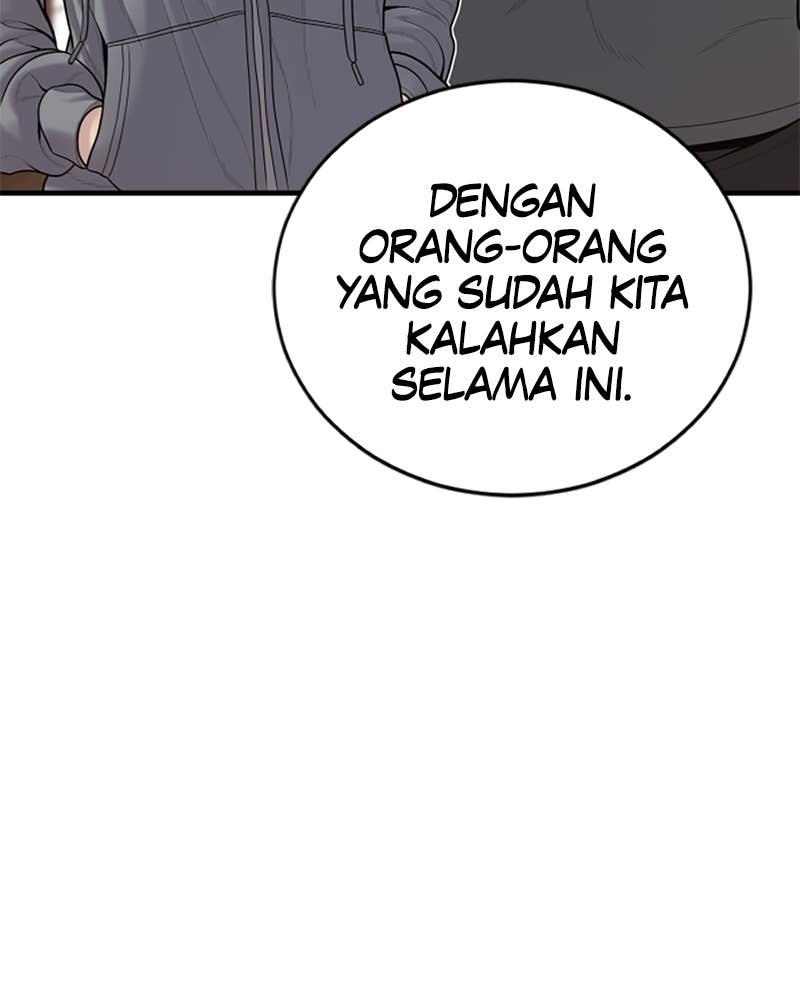 DENGAN
ORANG-ORANG
YANG SUDAH KITA
KALAHKAN
SELAMA INI.